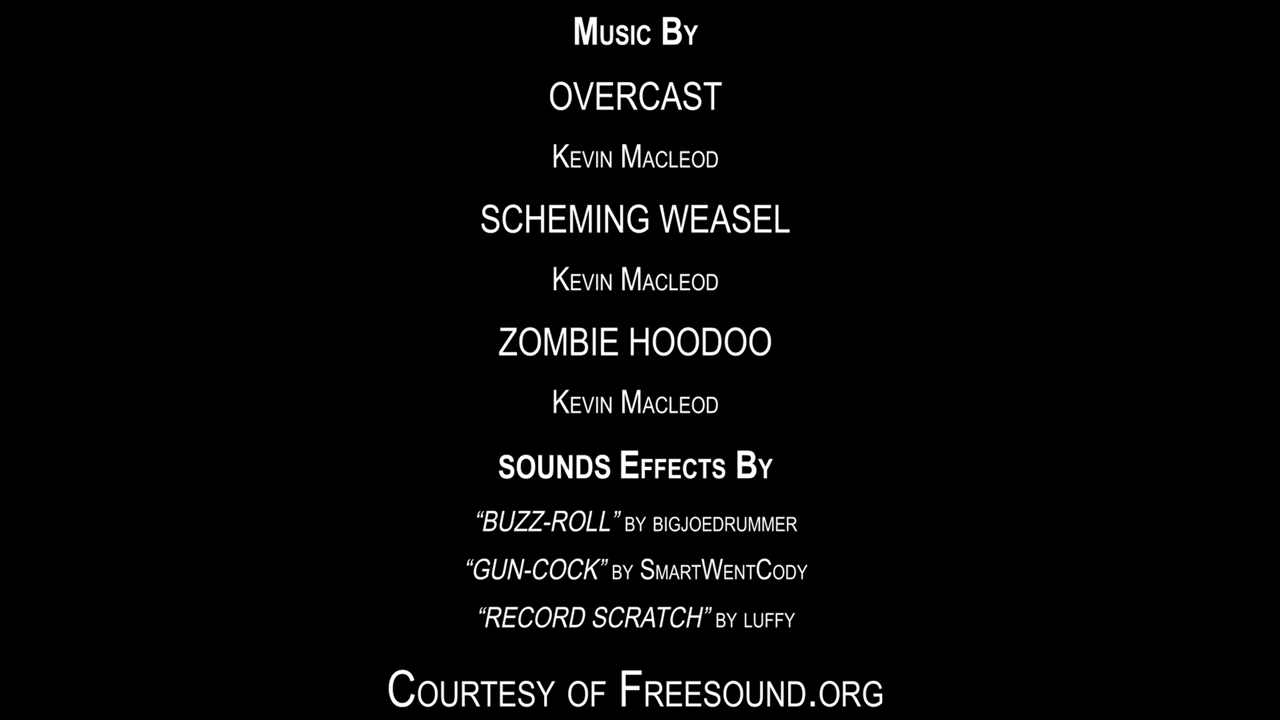 Music By
OVERCAST
Kevin Macleod
SCHEMING WEASEL
Kevin Macleod
ZOMBIE HOODOO
Kevin Macleod
SOUNDS Effects By
“BUZZ-ROLL” by bigjoedrummer
“GUN-COCK” by SmartWentCody
“RECORD SCRATCH” by luffy
Courtesy of Freesound.org